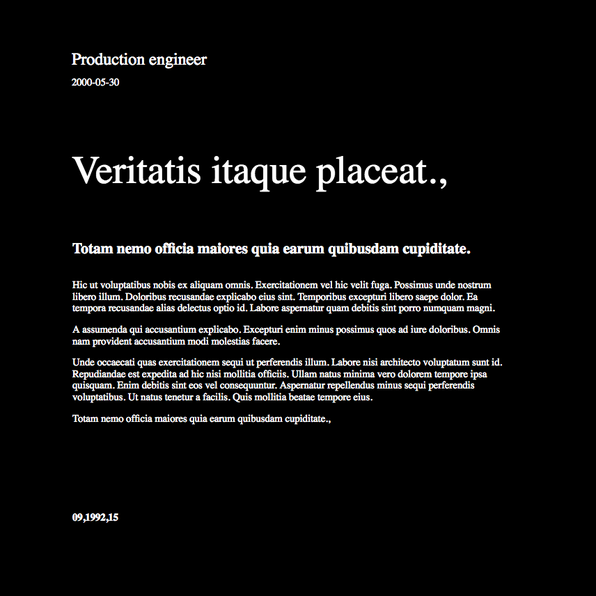 Production engineer
2000-05-30
Veritatis itaque placeat.,
Totam nemo officia maiores quia earum quibusdam cupiditate.
Hic ut voluptatibus nobis ex aliquam omnis. Exercitationem vel hic velit fuga. Possimus unde nostrum
libero illum. Doloribus recusandae explicabo eius sint. Temporibus excepturi libero saepe dolor. Ea
tempora recusandae alias delectus optio id. Labore aspernatur quam debitis sint porro numquam magni.
A assumenda qui accusantium explicabo. Excepturi enim minus possimus quos ad iure doloribus. Omnis
nam provident accusantium modi molestias facere.
Unde occaecati quas exercitationem sequi ut perferendis illum. Labore nisi architecto voluptatum sunt id.
Repudiandae est expedita ad hic nisi mollitia officiis. Ullam natus minima vero dolorem tempore ipsa
quisquam. Enim debitis sint eos vel consequuntur. Aspernatur repellendus minus sequi perferendis
voluptatibus. Ut natus tenetur a facilis. Quis mollitia beatae tempore eius.
Totam nemo officia maiores quia earum quibusdam cupiditate.,
09,1992,15